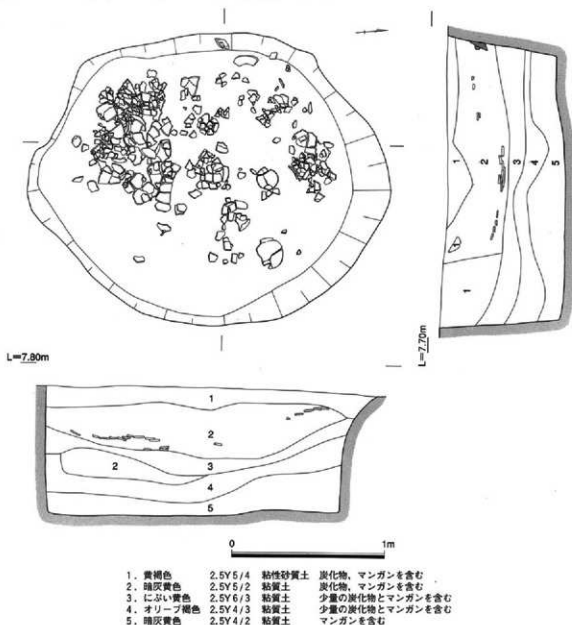 L=7.80m
L=7.70m
1
2
3
4
5
1
1
2
2
3
4
5
0 1m
1. 黄褐色 2.5Y5/4 粘性砂質土 炭化物、マンガンを含む
2. 暗灰黄色 2.5Y5/2 粘質土 炭化物、マンガンを含む
3. にぶい黄色 2.5Y6/3 粘質土 少量の炭化物とマンガンを含む
4. オリーブ褐色 2.5Y4/3 粘質土 少量の炭化物とマンガンを含む
5. 暗灰黄色 2.5Y4/2 粘質土 マンガンを含む